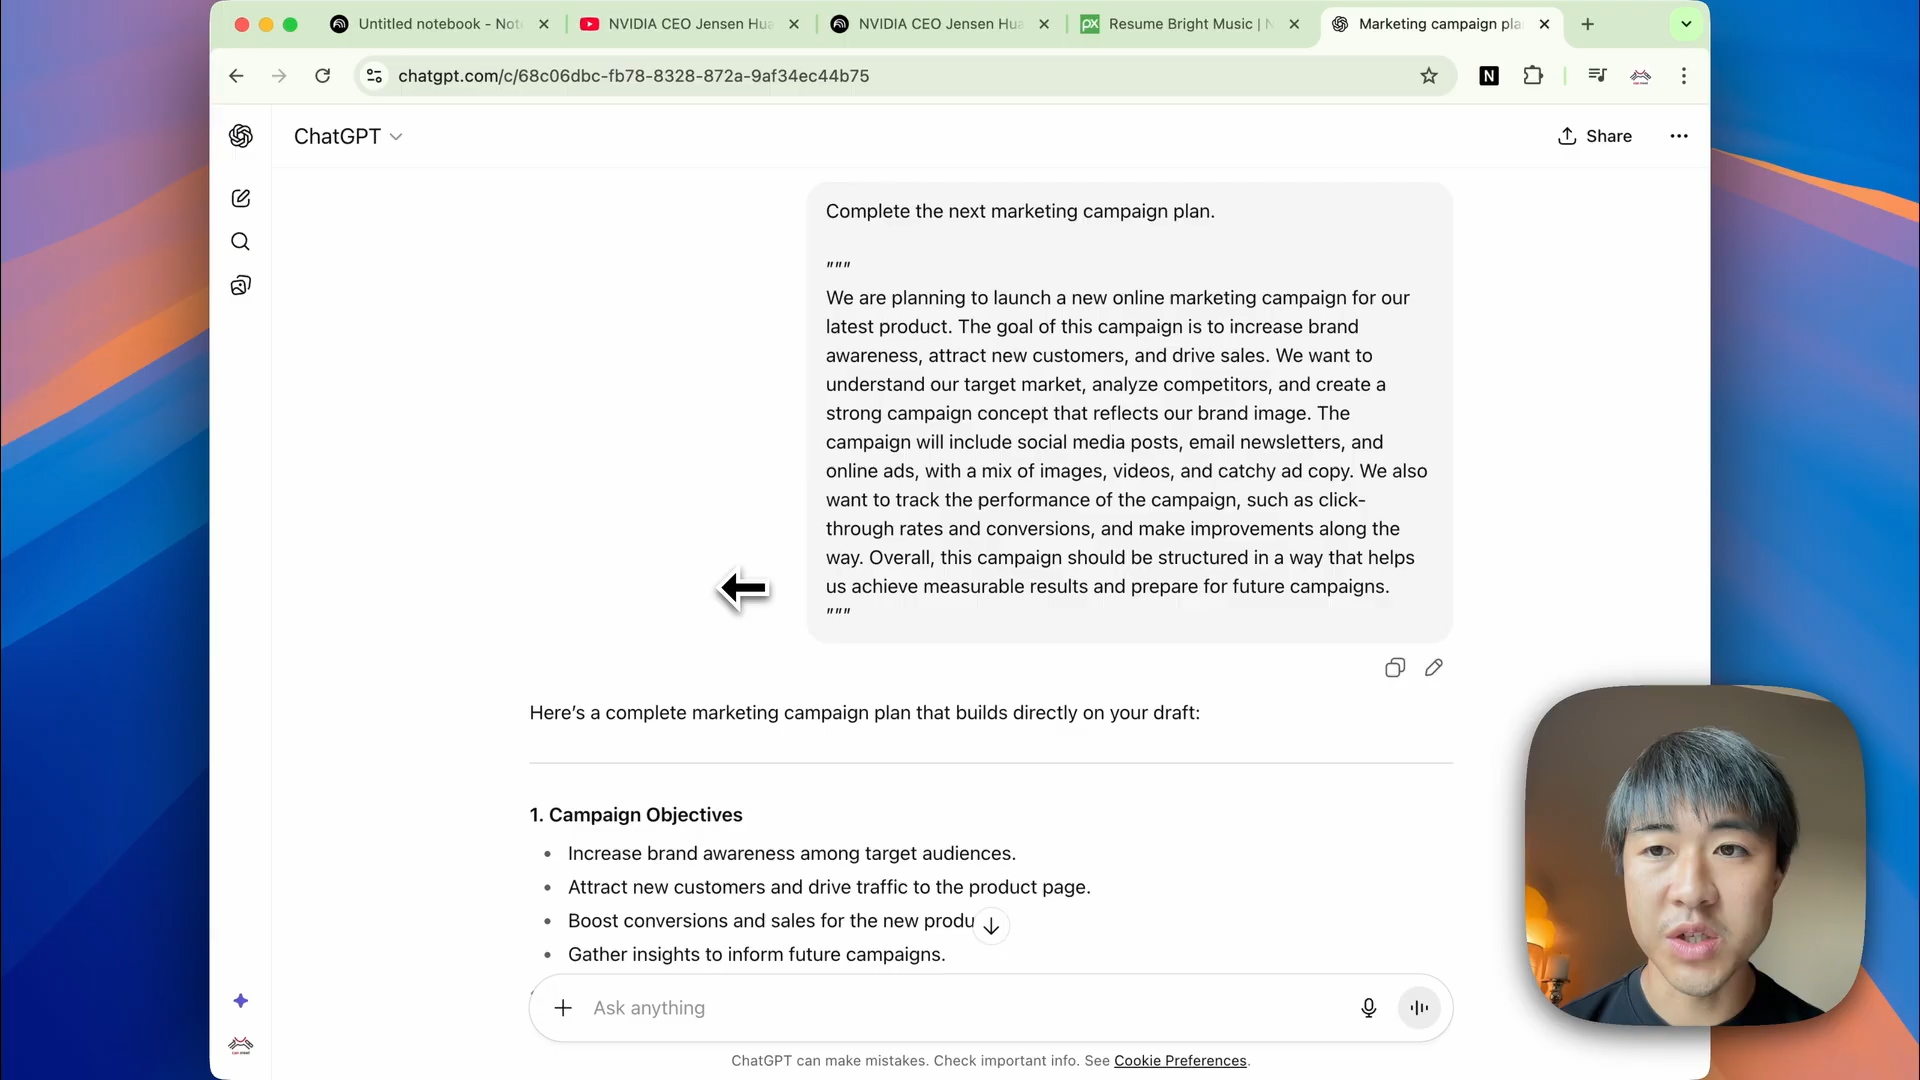 Untitled notebook - Not
NVIDIA CEO Jensen Hua
NVIDIA CEO Jensen Hua
px
Resume Bright Music | N
Marketing campaign pla
chatgpt.com/c/68c06dbc-fb78-8328-872a-9af34ec44b75
N
ChatGPT
Share
Complete the next marketing campaign plan.
"""
We are planning to launch a new online marketing campaign for our
latest product. The goal of this campaign is to increase brand
awareness, attract new customers, and drive sales. We want to
understand our target market, analyze competitors, and create a
strong campaign concept that reflects our brand image. The
campaign will include social media posts, email newsletters, and
online ads, with a mix of images, videos, and catchy ad copy. We also
want to track the performance of the campaign, such as click-
through rates and conversions, and make improvements along the
way. Overall, this campaign should be structured in a way that helps
us achieve measurable results and prepare for future campaigns.
"""
Here's a complete marketing campaign plan that builds directly on your draft:
1. Campaign Objectives
• Increase brand awareness among target audiences.
• Attract new customers and drive traffic to the product page.
• Boost conversions and sales for the new produ
• Gather insights to inform future campaigns.
Ask anything
ChatGPT can make mistakes. Check important info. See Cookie Preferences.